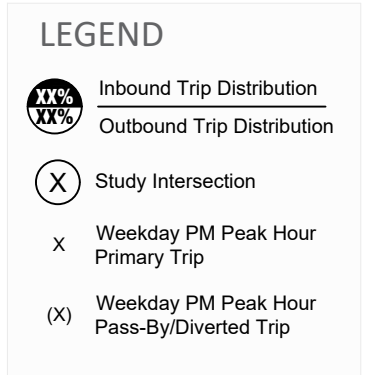 LEGEND
XX%
XX%
Inbound Trip Distribution
Outbound Trip Distribution
X
Study Intersection
X
Weekday PM Peak Hour
Primary Trip
(X)
Weekday PM Peak Hour
Pass-By/Diverted Trip